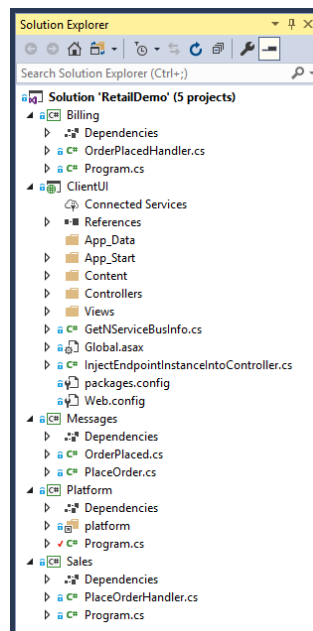 Solution Explorer
Search Solution Explorer (Ctrl+;)
Solution 'RetailDemo' (5 projects)
C# Billing
Dependencies
C# OrderPlacedHandler.cs
C# Program.cs
ClientUI
Connected Services
References
App_Data
App_Start
Content
Controllers
Views
C# GetNServiceBusInfo.cs
Global.asax
C# InjectEndpointInstanceIntoController.cs
packages.config
Web.config
C# Messages
Dependencies
C# OrderPlaced.cs
C# PlaceOrder.cs
C# Platform
Dependencies
platform
C# Program.cs
C# Sales
Dependencies
C# PlaceOrderHandler.cs
C# Program.cs